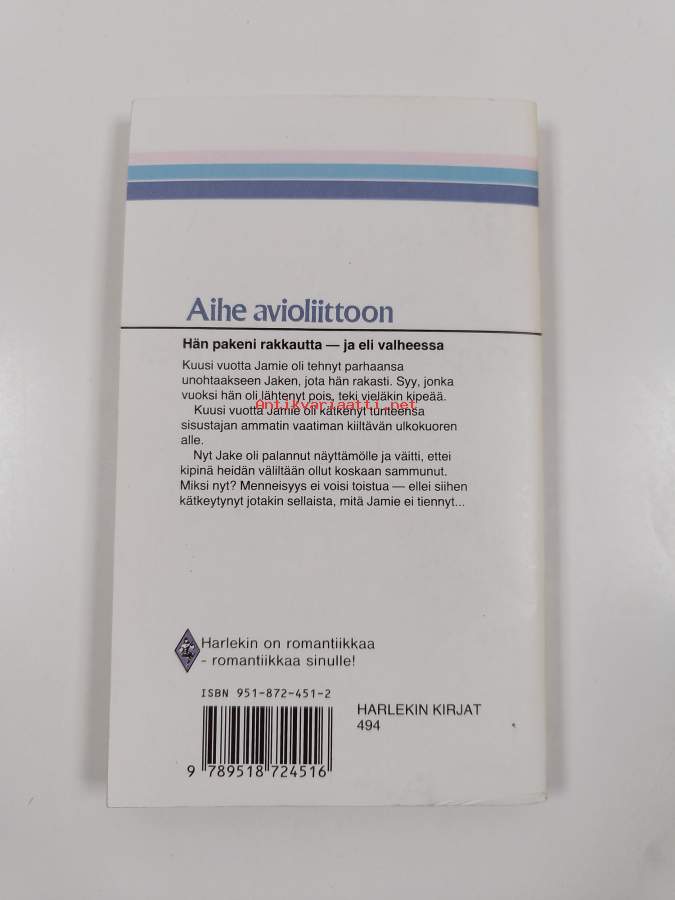 Aihe avioliittoon
Hän pakeni rakkautta — ja eli valheessa
Kuusi vuotta Jamie oli tehnyt parhaansa
unohtaakseen Jaken, jota hän rakasti. Syy, jonka
vuoksi hän oli lähtenyt pois, teki vieläkin kipeää.
Antikvariaatti.net
Kuusi vuotta Jamie oli kätkenyt tunteensa
sisustajan ammatin vaatiman kiiltävän ulkokuoren
alle.
Nyt Jake oli palannut näyttämölle ja väitti, ettei
kipinä heidän väliltään ollut koskaan sammunut.
Miksi nyt? Menneisyys ei voisi toistua — ellei siihen
kätkeytynyt jotakin sellaista, mitä Jamie ei tiennyt...
Harlekin on romantiikkaa
- romantiikkaa sinulle!
ISBN 951-872-451-2
HARLEKIN KIRJAT
494
9 789518 724516